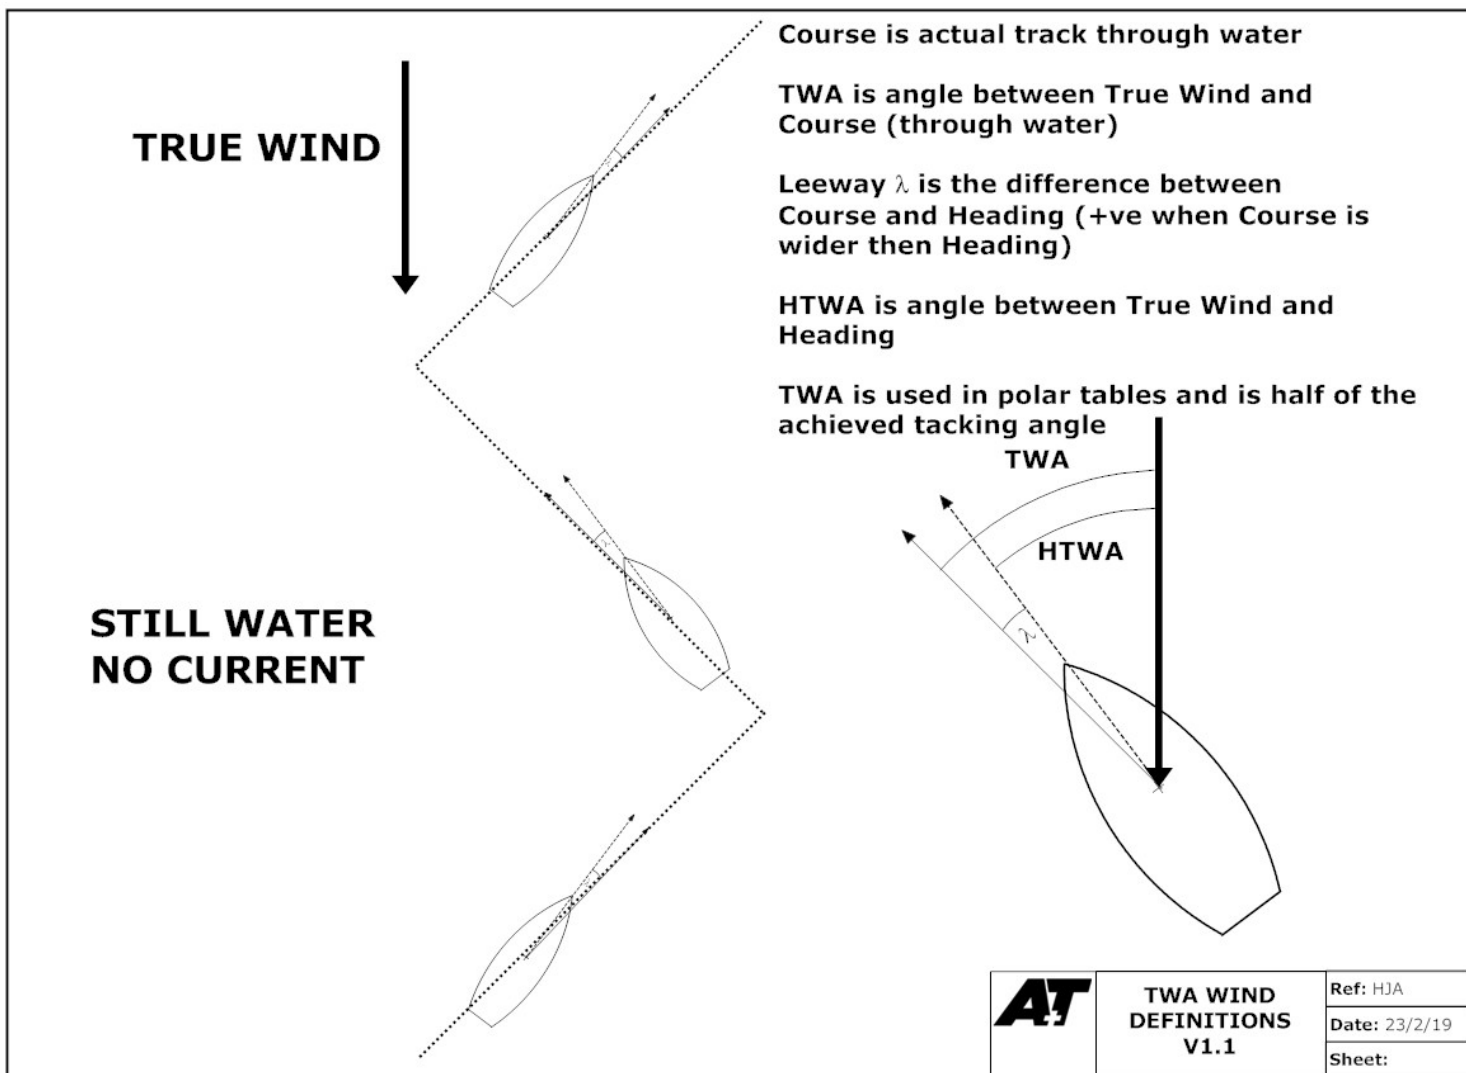 Course is actual track through water
TWA is angle between True Wind and
Course (through water)
Leeway λ is the difference between
Course and Heading (+ve when Course is
wider then Heading)
HTWA is angle between True Wind and
Heading
TWA is used in polar tables and is half of the
achieved tacking angle
TRUE WIND
STILL WATER
NO CURRENT
TWA
HTWA
λ
λ
A+T
TWA WIND
DEFINITIONS
V1.1
Ref: HJA
Date: 23/2/19
Sheet: